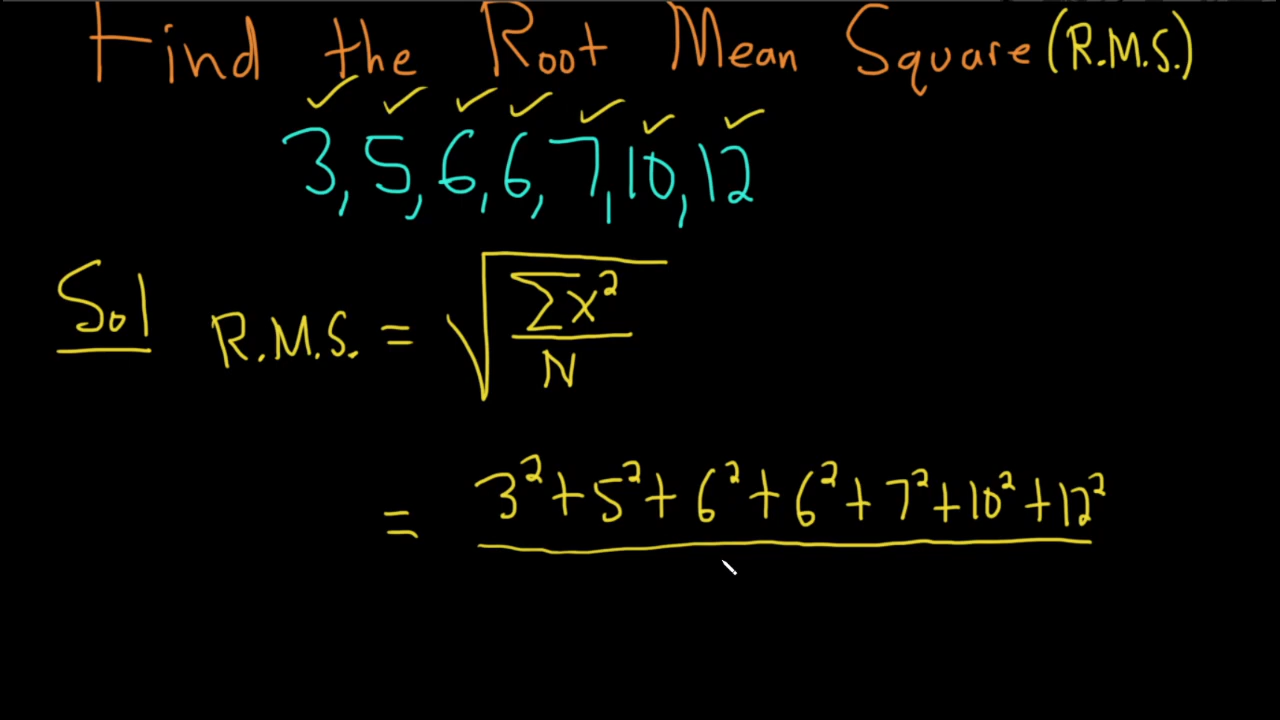 Find the Root Mean Square (R.M.S.)
3, 5, 6, 6, 7, 10, 12
Sol R.M.S. = √(Σx²/N)
= 3² + 5² + 6² + 6² + 7² + 10² + 12²